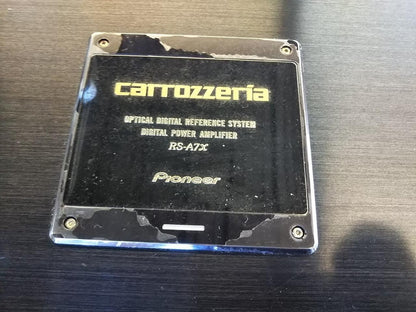 carrozzeria
OPTICAL DIGITAL REFERENCE SYSTEM
DIGITAL POWER AMPLIFIER
RS-A7X
Pioneer